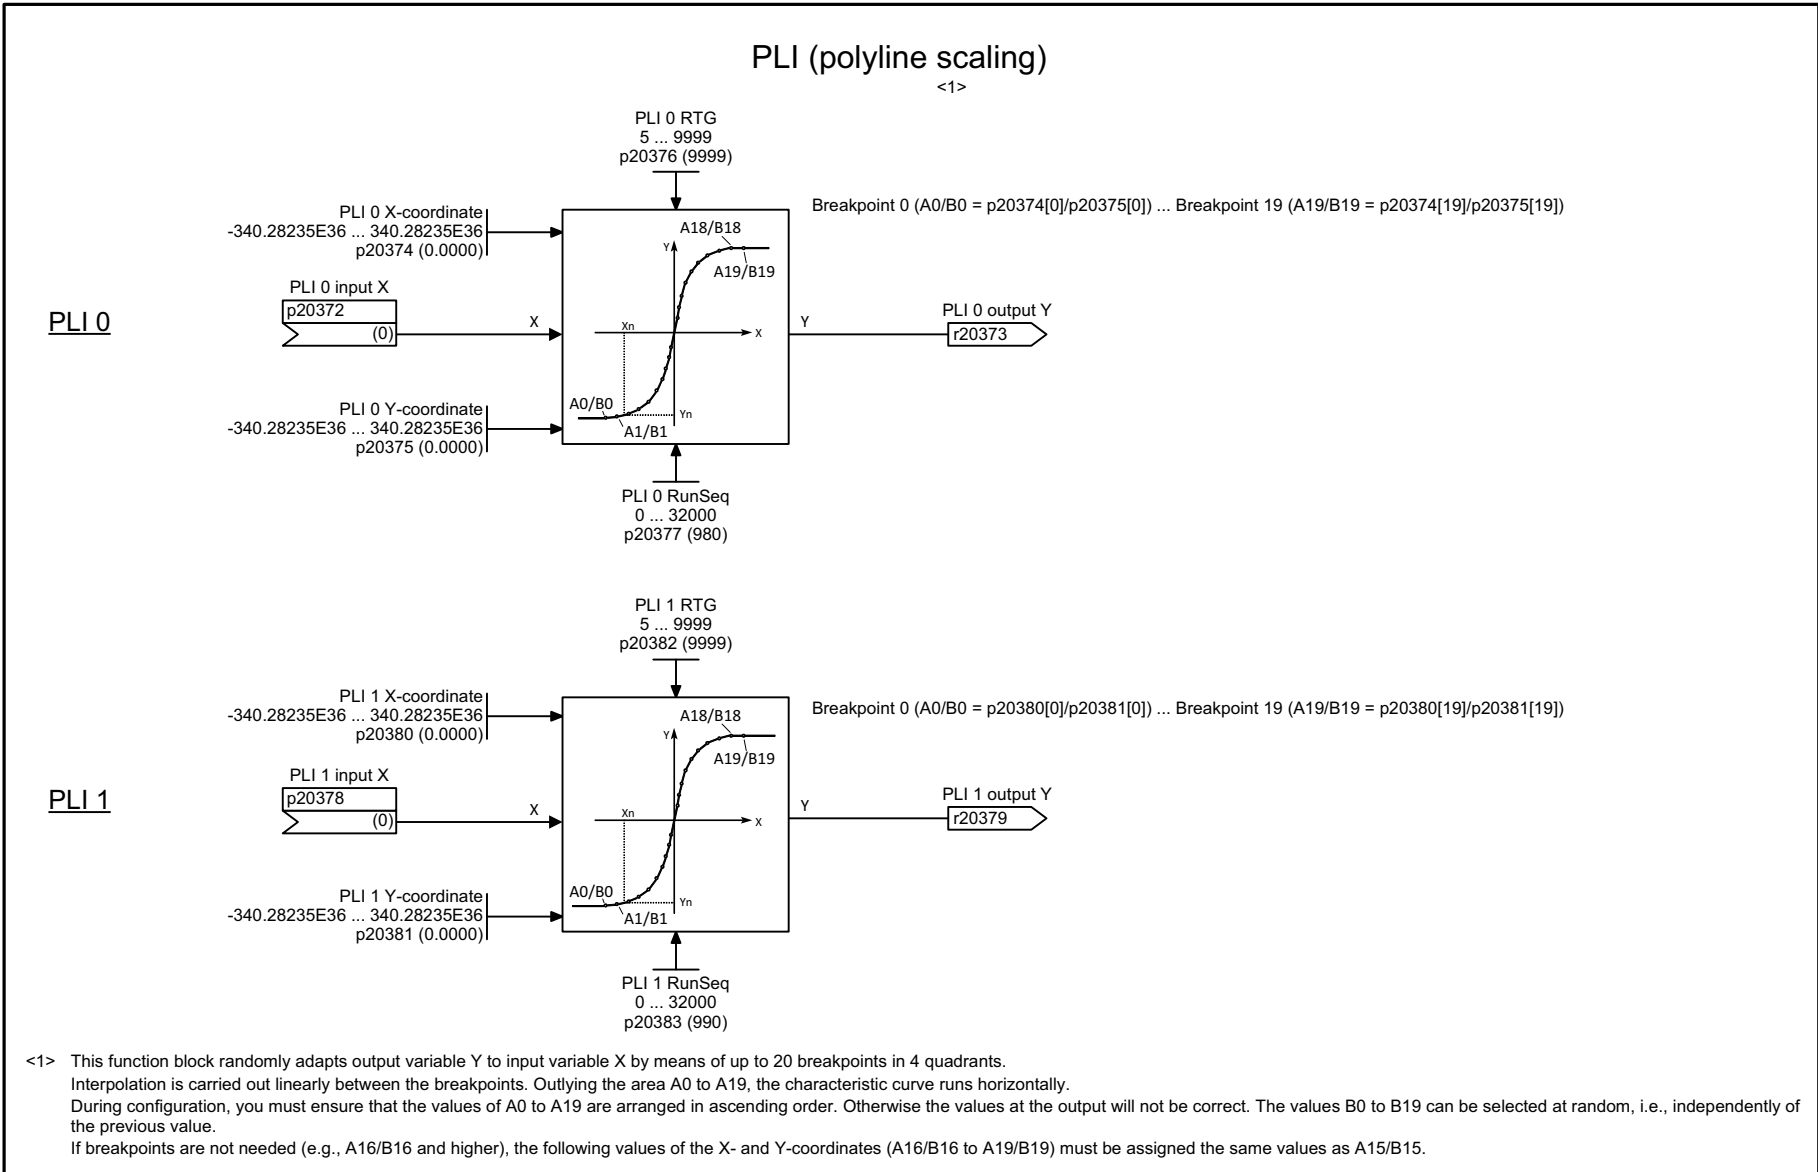 PLI (polyline scaling)
<1>
PLI 0 RTG
5 ... 9999
p20376 (9999)
PLI 0 X-coordinate
-340.28235E36 ... 340.28235E36
p20374 (0.0000)
Breakpoint 0 (A0/B0 = p20374[0]/p20375[0]) ... Breakpoint 19 (A19/B19 = p20374[19]/p20375[19])
A18/B18
Y
A19/B19
PLI 0
PLI 0 input X
p20372
(0)
X
Xn
X
Y
PLI 0 output Y
r20373
PLI 0 Y-coordinate
-340.28235E36 ... 340.28235E36
p20375 (0.0000)
A0/B0
Yn
A1/B1
PLI 0 RunSeq
0 ... 32000
p20377 (980)
PLI 1 RTG
5 ... 9999
p20382 (9999)
PLI 1 X-coordinate
-340.28235E36 ... 340.28235E36
p20380 (0.0000)
Breakpoint 0 (A0/B0 = p20380[0]/p20381[0]) ... Breakpoint 19 (A19/B19 = p20380[19]/p20381[19])
A18/B18
Y
A19/B19
PLI 1
PLI 1 input X
p20378
(0)
X
Xn
X
Y
PLI 1 output Y
r20379
PLI 1 Y-coordinate
-340.28235E36 ... 340.28235E36
p20381 (0.0000)
A0/B0
Yn
A1/B1
PLI 1 RunSeq
0 ... 32000
p20383 (990)
<1> This function block randomly adapts output variable Y to input variable X by means of up to 20 breakpoints in 4 quadrants.
Interpolation is carried out linearly between the breakpoints. Outlying the area A0 to A19, the characteristic curve runs horizontally.
During configuration, you must ensure that the values of A0 to A19 are arranged in ascending order. Otherwise the values at the output will not be correct. The values B0 to B19 can be selected at random, i.e., independently of
the previous value.
If breakpoints are not needed (e.g., A16/B16 and higher), the following values of the X- and Y-coordinates (A16/B16 to A19/B19) must be assigned the same values as A15/B15.